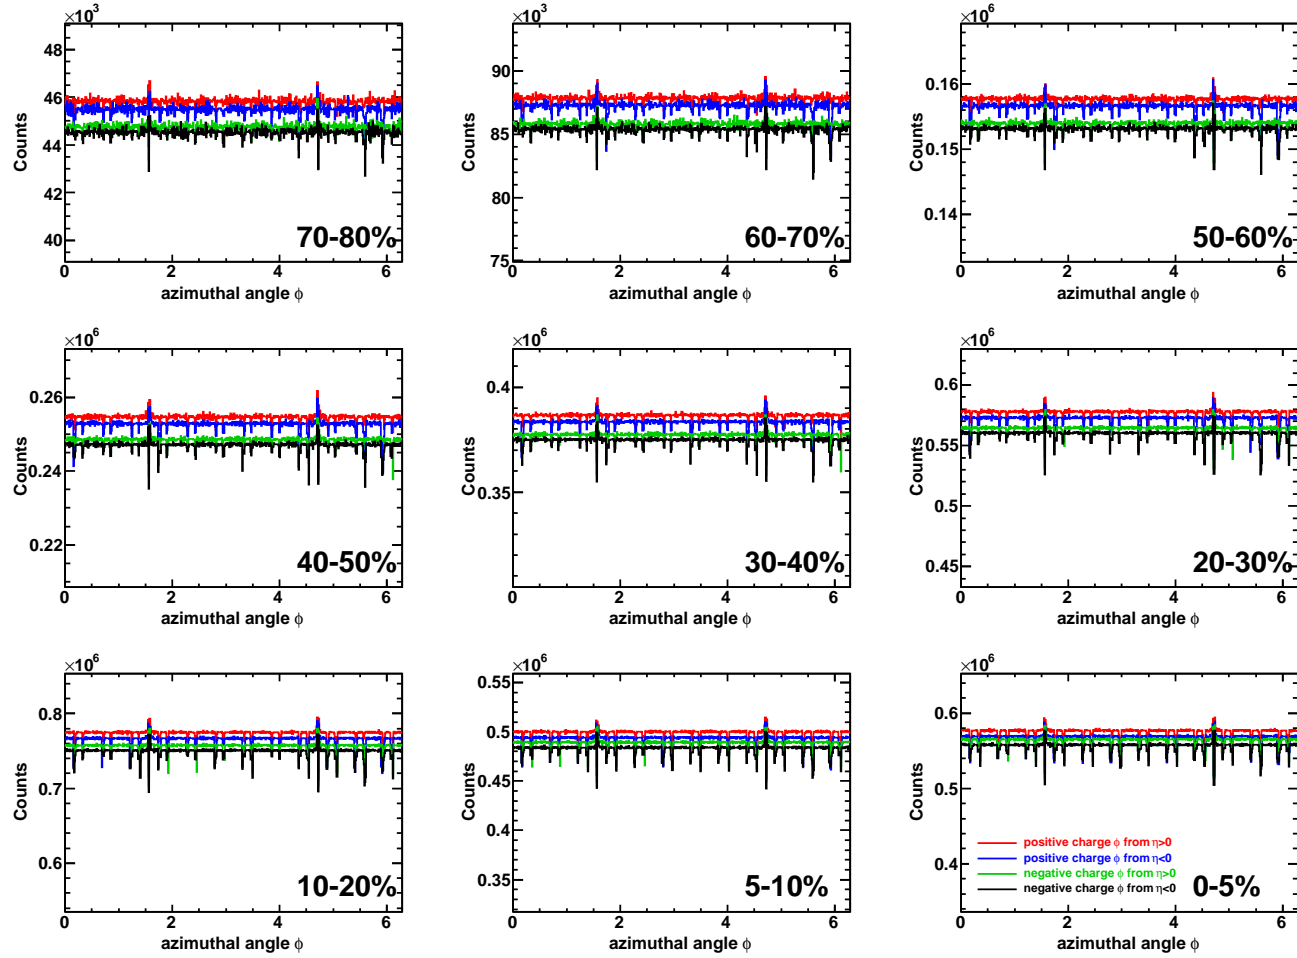 ×10³
48
46
44
42
40
Counts
70-80%
0 2 4 6
azimuthal angle ϕ
×10³
90
85
80
75
Counts
60-70%
0 2 4 6
azimuthal angle ϕ
×10⁶
0.16
0.15
0.14
Counts
50-60%
0 2 4 6
azimuthal angle ϕ
×10⁶
0.26
0.24
0.22
Counts
40-50%
0 2 4 6
azimuthal angle ϕ
×10⁶
0.4
0.35
Counts
30-40%
0 2 4 6
azimuthal angle ϕ
×10⁶
0.6
0.55
0.5
0.45
Counts
20-30%
0 2 4 6
azimuthal angle ϕ
×10⁶
0.8
0.7
0.6
Counts
10-20%
0 2 4 6
azimuthal angle ϕ
×10⁶
0.55
0.5
0.45
0.4
0.35
Counts
5-10%
0 2 4 6
azimuthal angle ϕ
×10⁶
0.6
0.5
0.4
Counts
positive charge ϕ from η>0
positive charge ϕ from η<0
negative charge ϕ from η>0
negative charge ϕ from η<0
0-5%
0 2 4 6
azimuthal angle ϕ